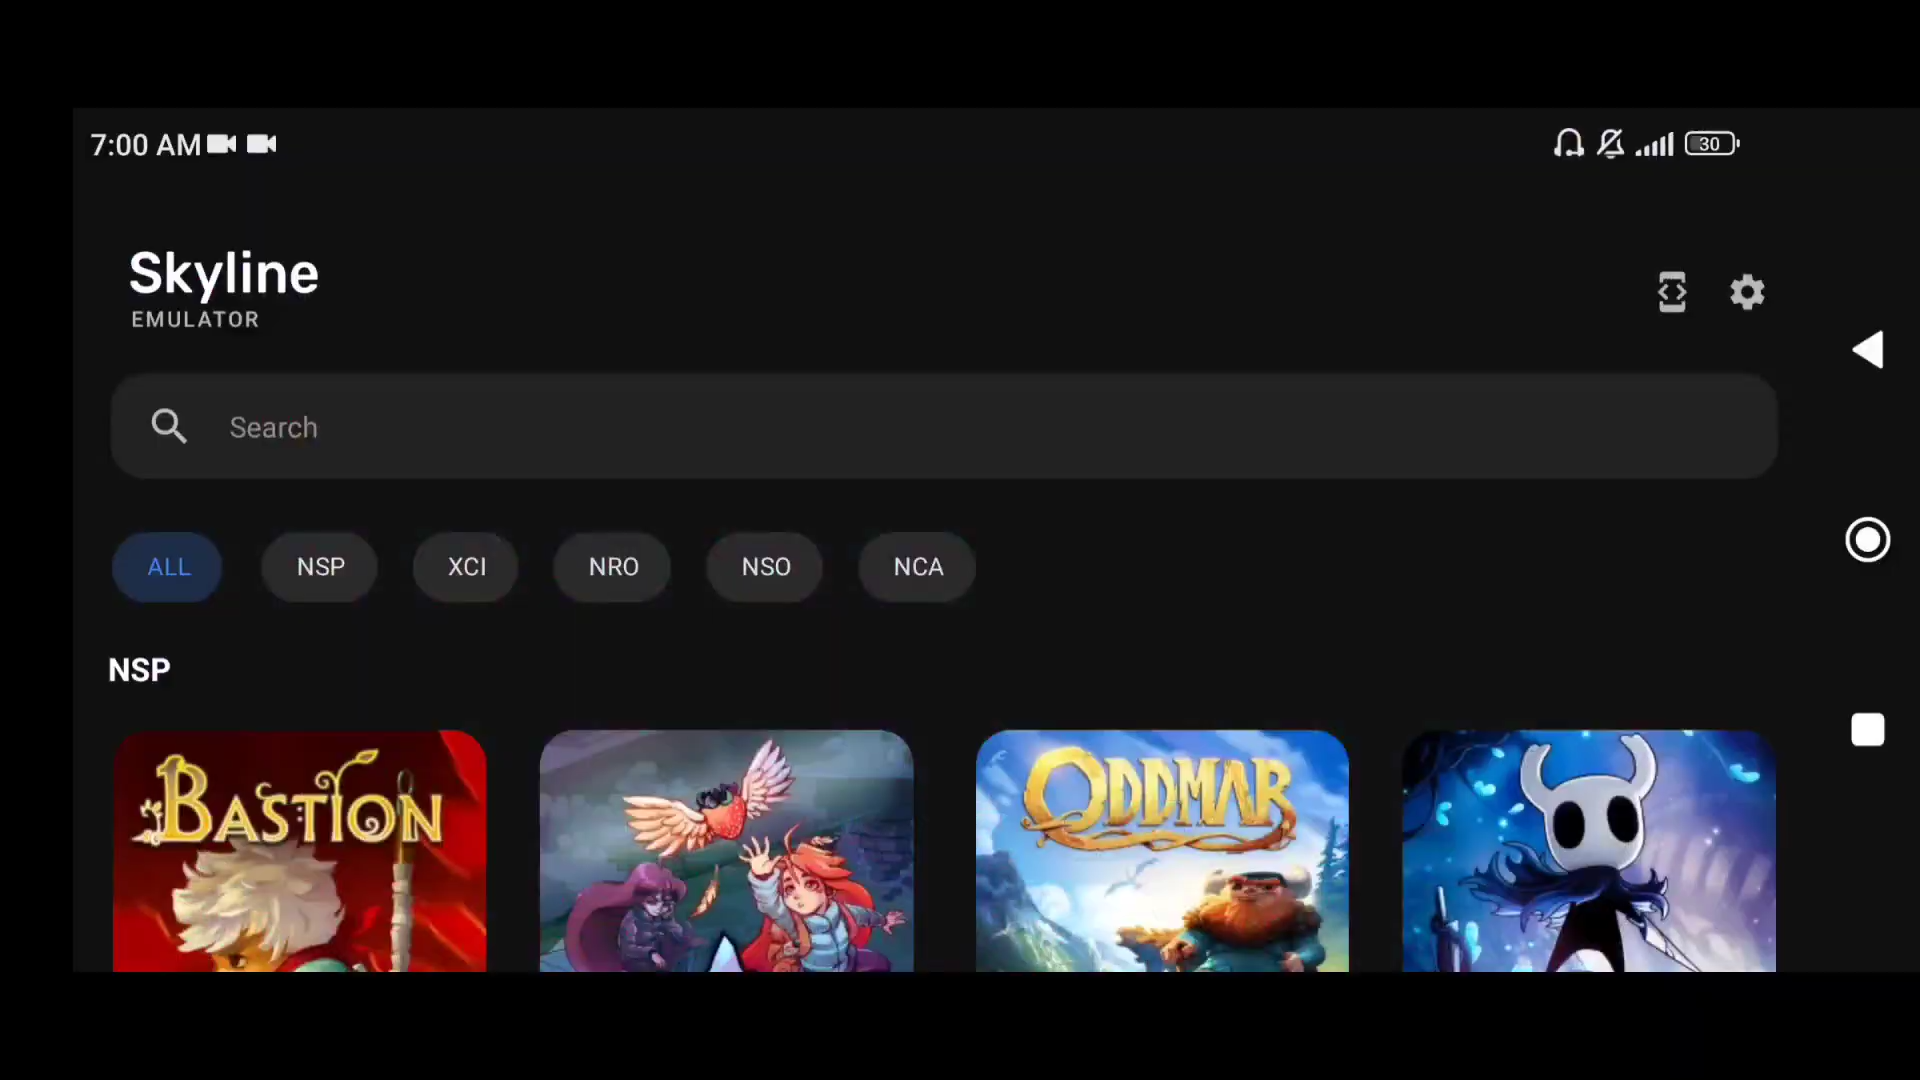 7:00 AM
30
Skyline
EMULATOR
Search
ALL NSP XCI NRO NSO NCA
NSP
BASTION
ODDMAR